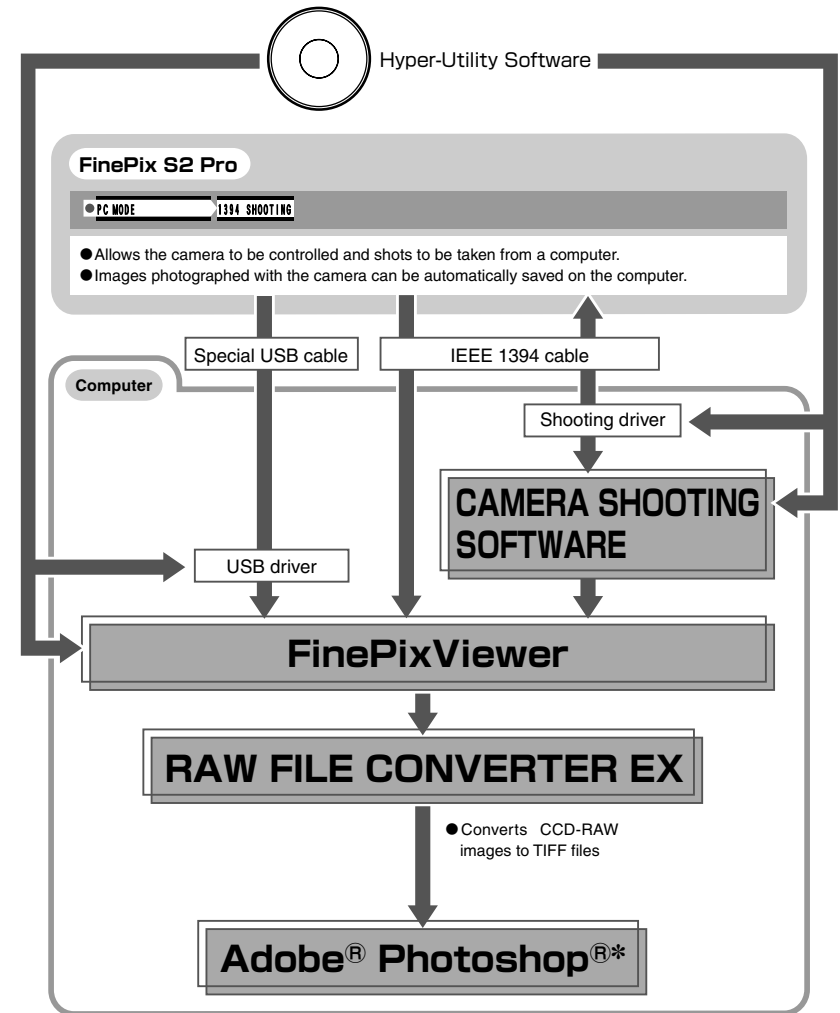 Hyper-Utility Software
FinePix S2 Pro
●PC MODE 1394 SHOOTING
●Allows the camera to be controlled and shots to be taken from a computer.
●Images photographed with the camera can be automatically saved on the computer.
Special USB cable
IEEE 1394 cable
Computer
Shooting driver
CAMERA SHOOTING
SOFTWARE
USB driver
FinePixViewer
RAW FILE CONVERTER EX
●Converts CCD-RAW
images to TIFF files
Adobe® Photoshop®*